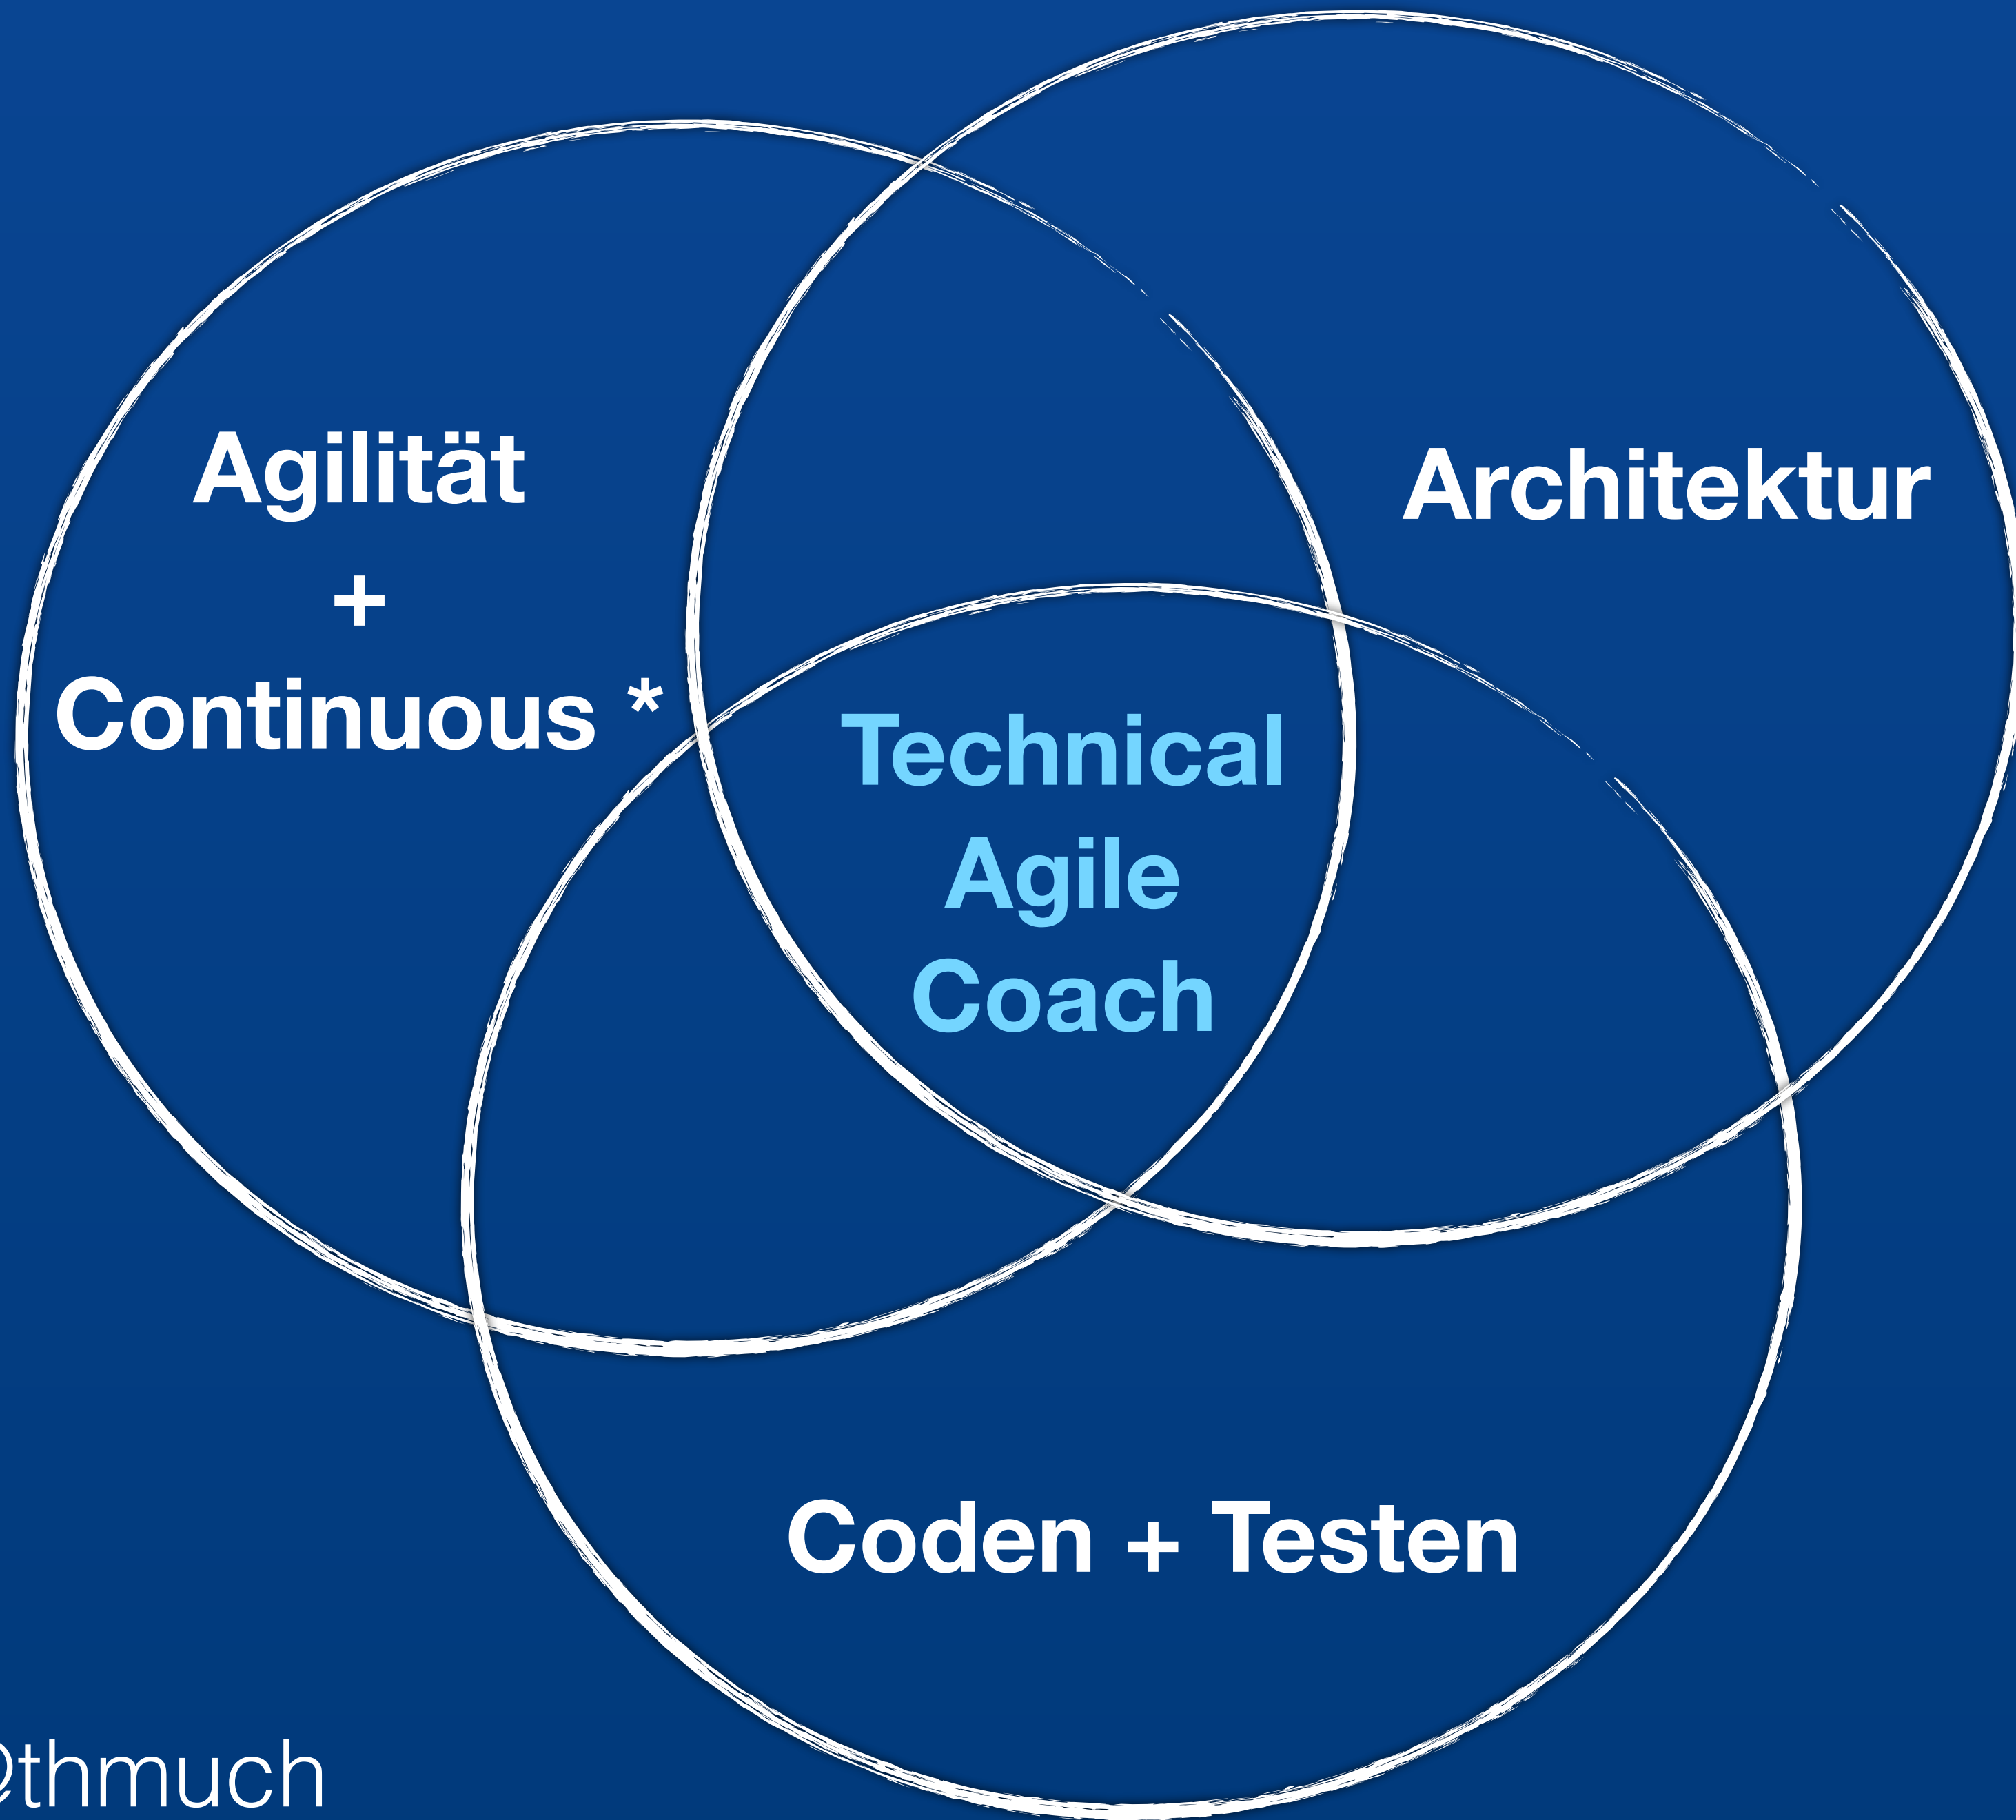 Agilität
+
Continuous *
Architektur
Technical
Agile
Coach
Coden + Testen
@thmuch